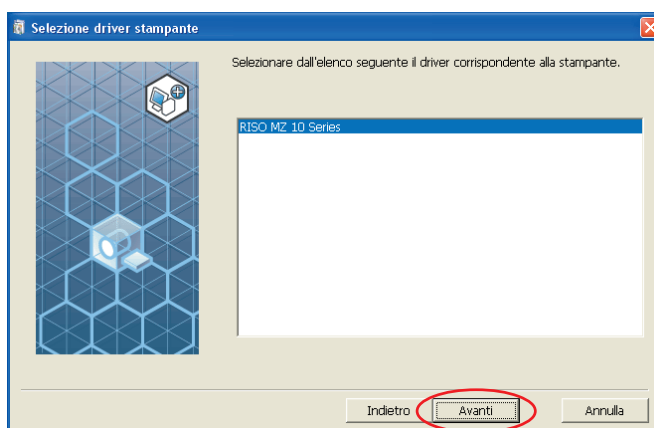 Selezione driver stampante
Selezionare dall'elenco seguente il driver corrispondente alla stampante.
RISO MZ 10 Series
Indietro
Avanti
Annulla